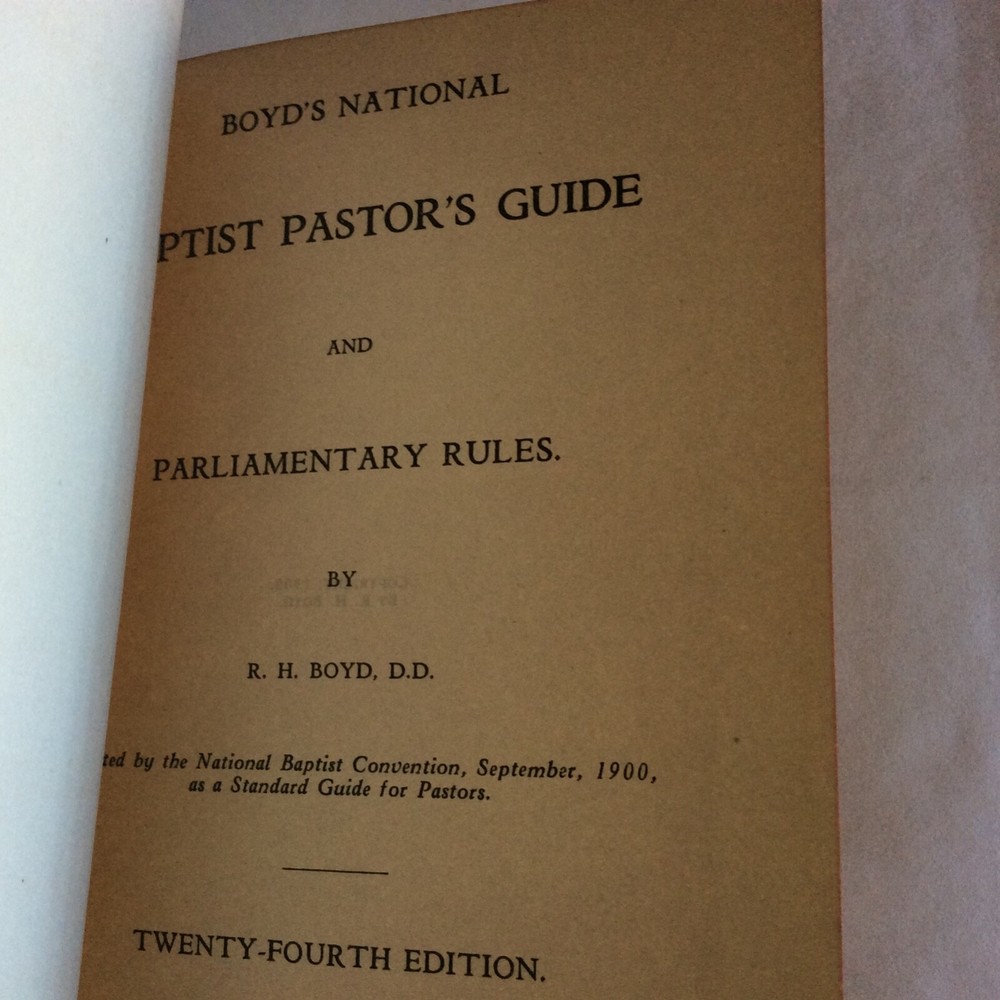 BOYD'S NATIONAL
PTIST PASTOR'S GUIDE
AND
PARLIAMENTARY RULES.
BY
R. H. BOYD, D.D.
ted by the National Baptist Convention, September, 1900,
as a Standard Guide for Pastors.
TWENTY-FOURTH EDITION.